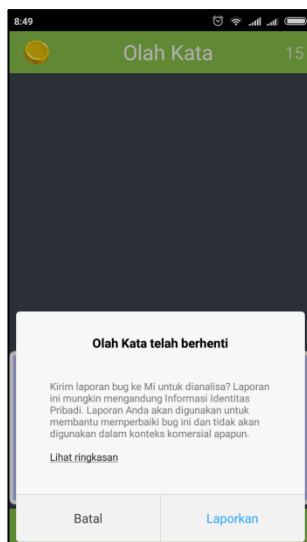 8:49
Olah Kata 15
Olah Kata telah berhenti
Kirim laporan bug ke Mi untuk dianalisa? Laporan
ini mungkin mengandung Informasi Identitas
Pribadi. Laporan Anda akan digunakan untuk
membantu memperbaiki bug ini dan tidak akan
digunakan dalam konteks komersial apapun.
Lihat ringkasan
Batal Laporkan